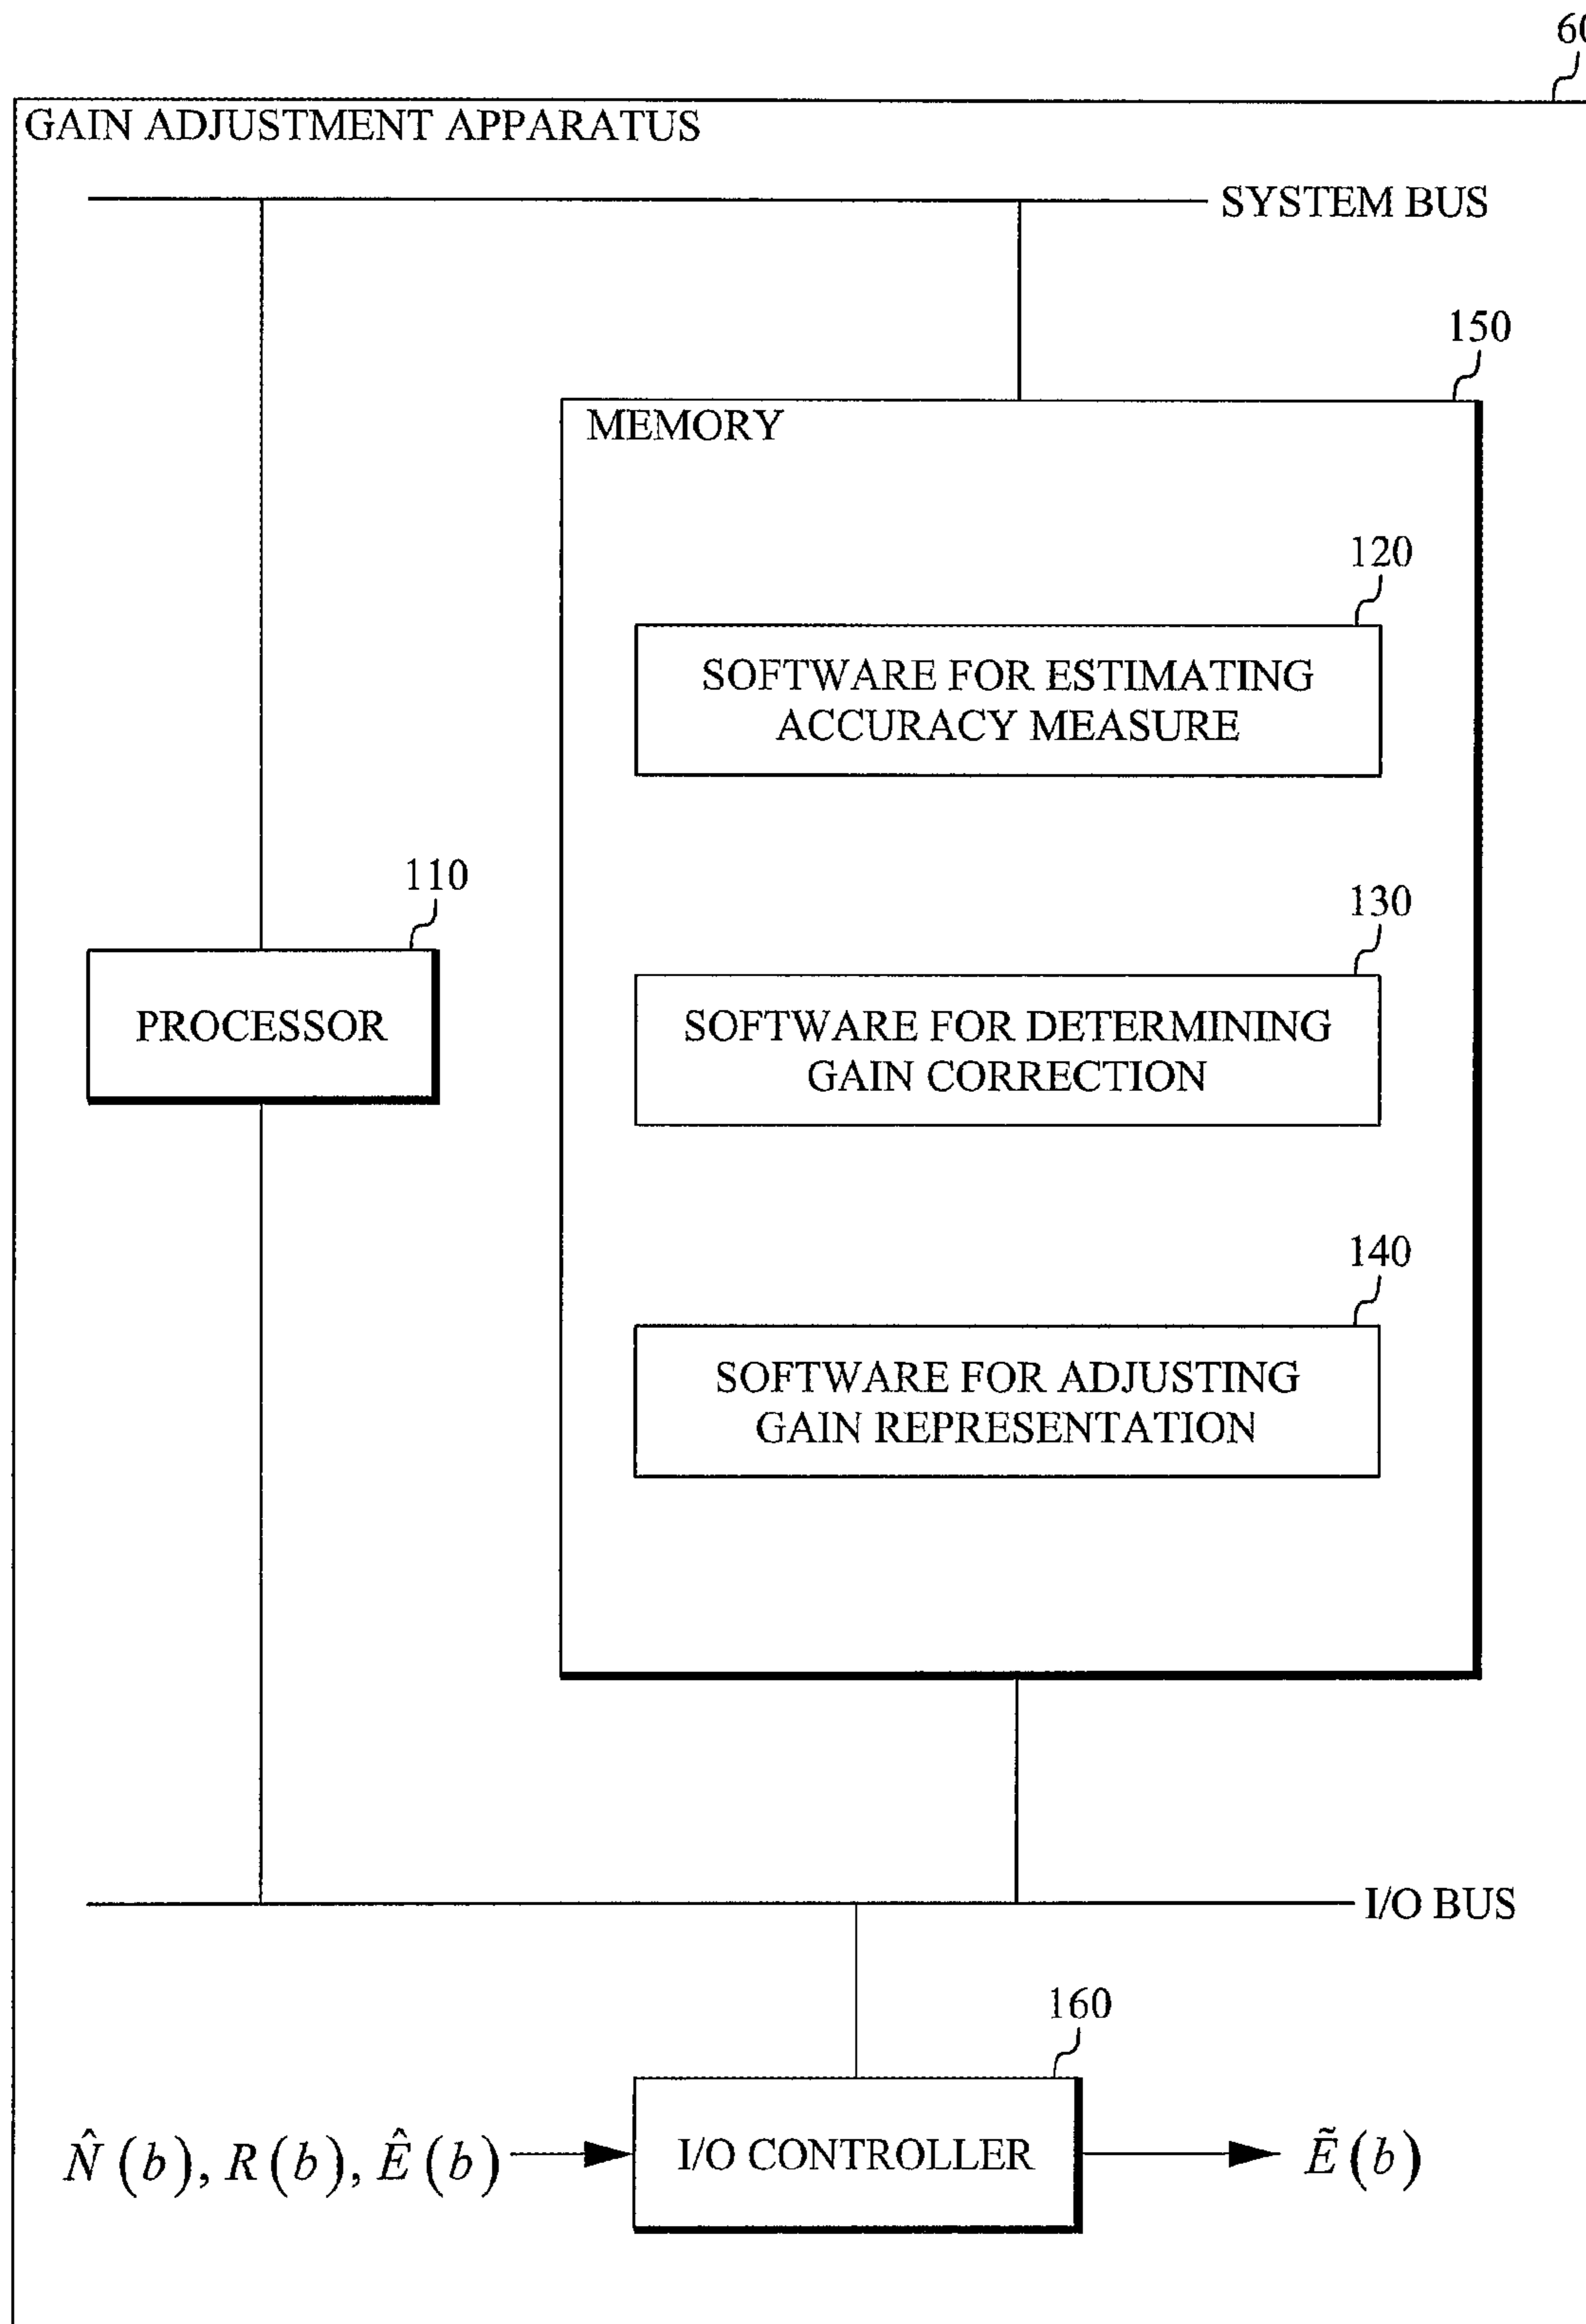 60
GAIN ADJUSTMENT APPARATUS
SYSTEM BUS
150
MEMORY
120
SOFTWARE FOR ESTIMATING
ACCURACY MEASURE
110
PROCESSOR
130
SOFTWARE FOR DETERMINING
GAIN CORRECTION
140
SOFTWARE FOR ADJUSTING
GAIN REPRESENTATION
I/O BUS
160
N̂(b), R(b), Ê(b)
I/O CONTROLLER
Ẽ(b)